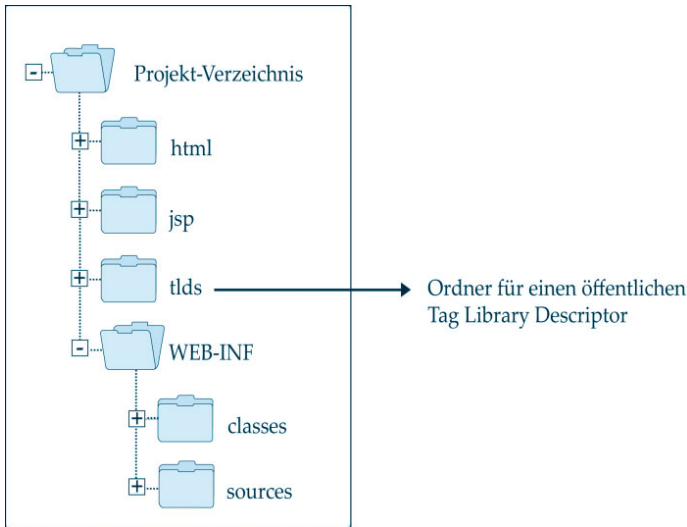 Projekt-Verzeichnis
html
jsp
tlds
Ordner für einen öffentlichen
Tag Library Descriptor
WEB-INF
classes
sources